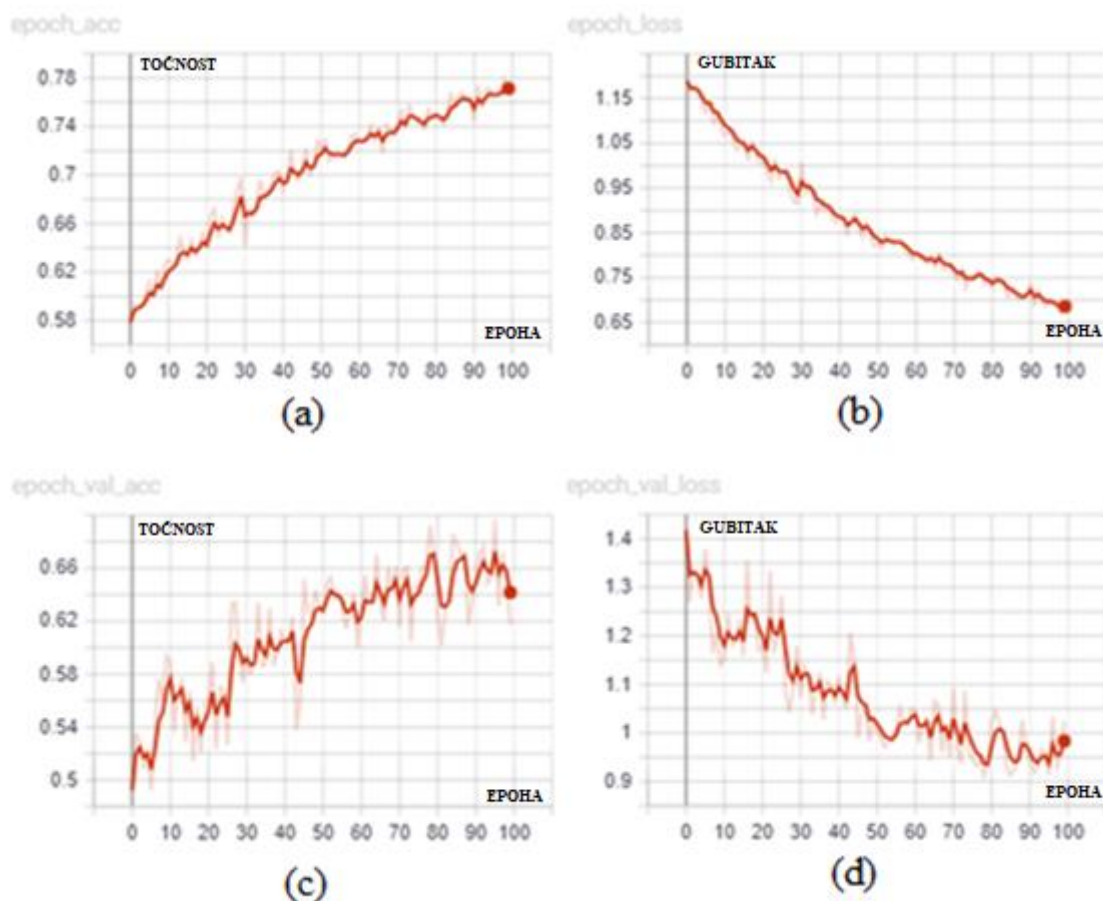 epoch_acc
TOČNOST
0.78
0.74
0.7
0.66
0.62
0.58
EPOHA
0 10 20 30 40 50 60 70 80 90 100
(a)
epoch_loss
GUBITAK
1.15
1.05
0.95
0.85
0.75
0.65
EPOHA
0 10 20 30 40 50 60 70 80 90 100
(b)
epoch_val_acc
TOČNOST
0.66
0.62
0.58
0.54
0.5
EPOHA
0 10 20 30 40 50 60 70 80 90 100
(c)
epoch_val_loss
GUBITAK
1.4
1.3
1.2
1.1
1
0.9
EPOHA
0 10 20 30 40 50 60 70 80 90 100
(d)